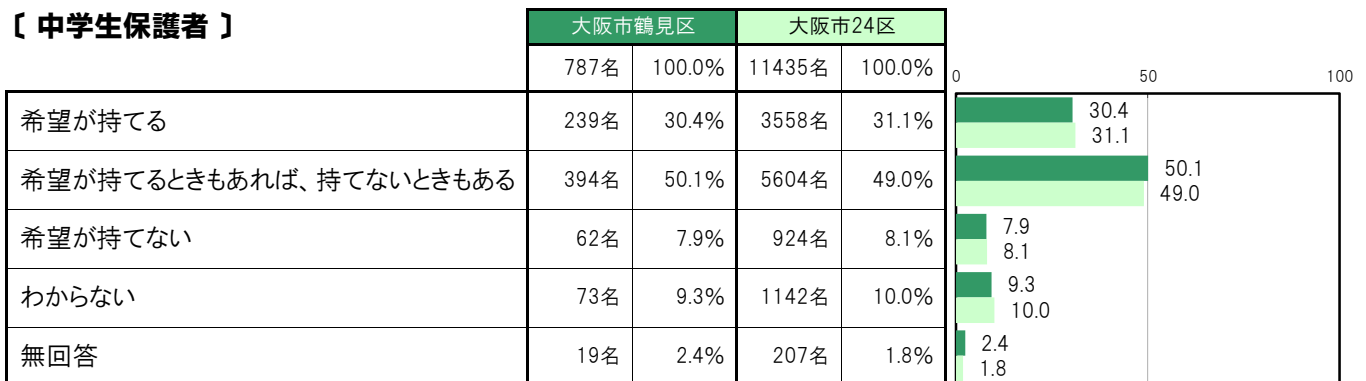 〔 中学生保護者 〕
大阪市鶴見区 大阪市24区
787名 100.0% 11435名 100.0%
0 50 100
希望が持てる 239名 30.4% 3558名 31.1%
30.4
31.1
希望が持てるときもあれば、持てないときもある 394名 50.1% 5604名 49.0%
50.1
49.0
希望が持てない 62名 7.9% 924名 8.1%
7.9
8.1
わからない 73名 9.3% 1142名 10.0%
9.3
10.0
無回答 19名 2.4% 207名 1.8%
2.4
1.8